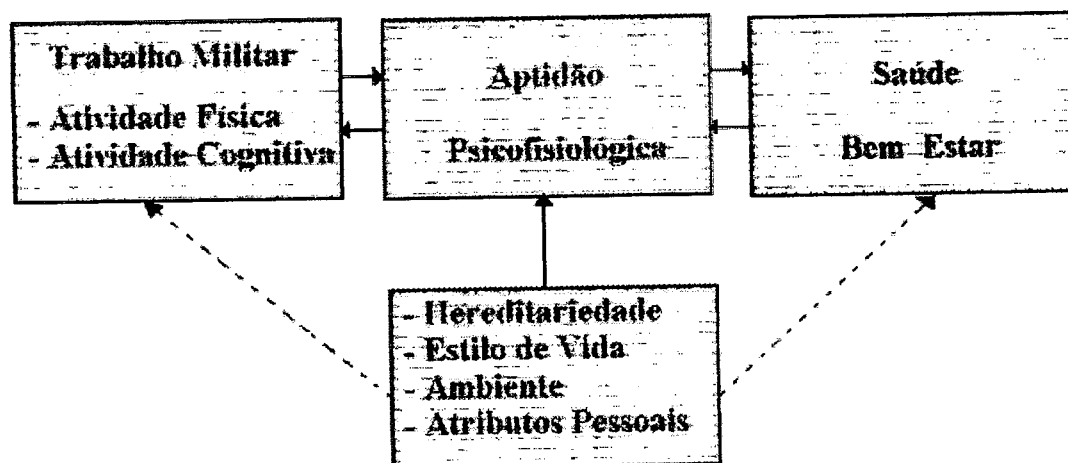 Trabalho Militar
- Atividade Física
- Atividade Cognitiva
Aptidão
Psicofisiológica
Saúde
Bem Estar
- Hereditariedade
- Estilo de Vida
- Ambiente
- Atributos Pessoais